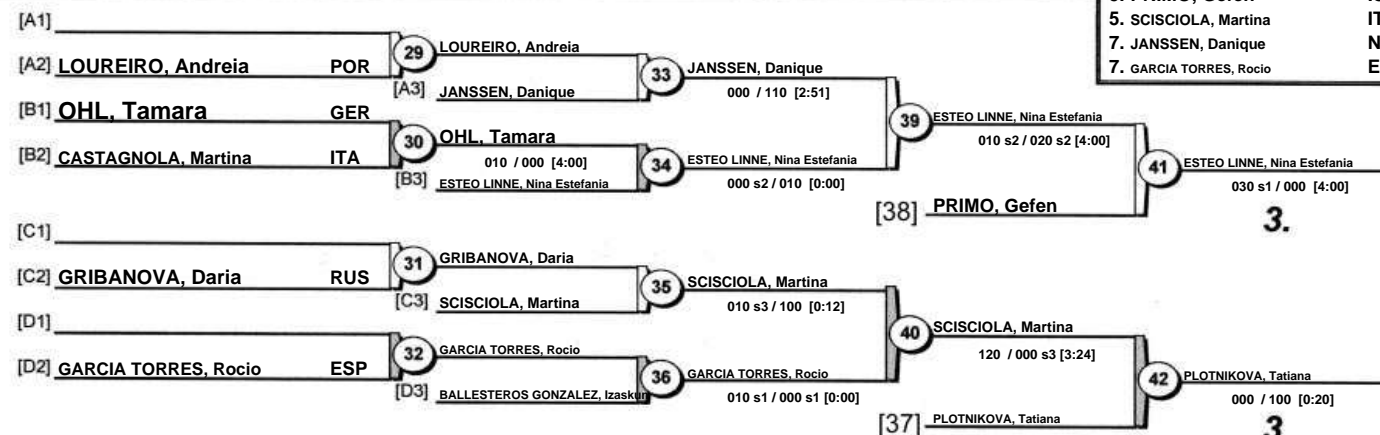 5. SCISCIOLA, Martina
7. JANSSEN, Danique
7. GARCIA TORRES, Rocio
[A1]
[A2] LOUREIRO, Andreia POR
29
LOUREIRO, Andreia
[A3] JANSSEN, Danique
33
JANSSEN, Danique
000 / 110 [2:51]
[B1] OHL, Tamara GER
[B2] CASTAGNOLA, Martina ITA
30
OHL, Tamara
010 / 000 [4:00]
[B3] ESTEO LINNE, Nina Estefania
34
ESTEO LINNE, Nina Estefania
000 s2 / 010 [0:00]
39
ESTEO LINNE, Nina Estefania
010 s2 / 020 s2 [4:00]
[38] PRIMO, Gefen
41
ESTEO LINNE, Nina Estefania
030 s1 / 000 [4:00]
3.
[C1]
[C2] GRIBANOVA, Daria RUS
31
GRIBANOVA, Daria
[C3] SCISCIOLA, Martina
35
SCISCIOLA, Martina
010 s3 / 100 [0:12]
[D1]
[D2] GARCIA TORRES, Rocio ESP
32
GARCIA TORRES, Rocio
[D3] BALLESTEROS GONZALEZ, Izaskun
36
GARCIA TORRES, Rocio
010 s1 / 000 s1 [0:00]
40
SCISCIOLA, Martina
120 / 000 s3 [3:24]
[37] PLOTNIKOVA, Tatiana
42
PLOTNIKOVA, Tatiana
000 / 100 [0:20]
3